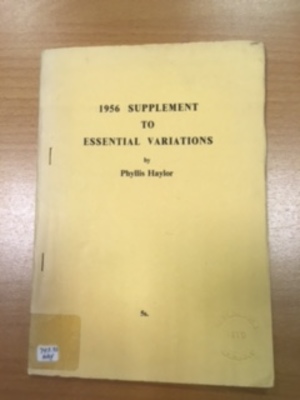 1956 SUPPLEMENT
TO
ESSENTIAL VARIATIONS
by
Phyllis Haylor
5s.